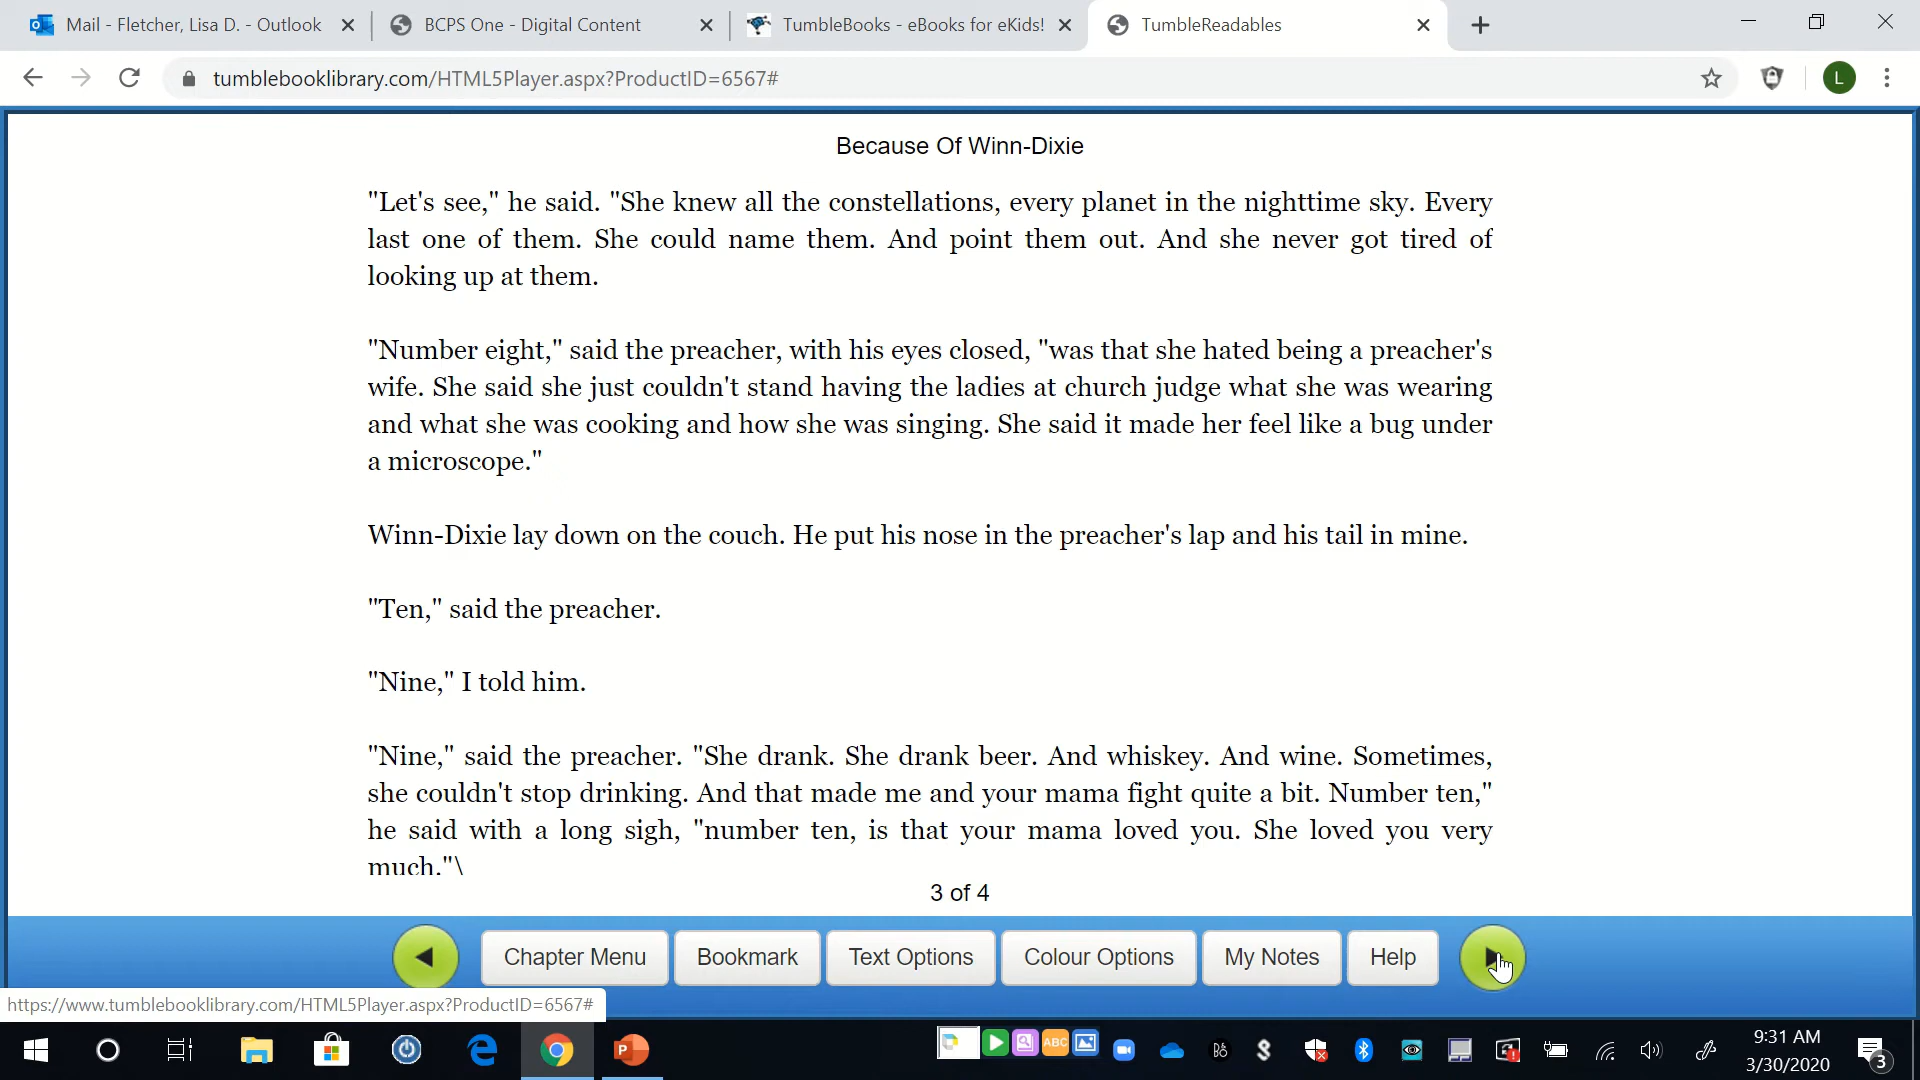 Mail - Fletcher, Lisa D. - Outlook
BCPS One - Digital Content
TumbleBooks - eBooks for eKids!
TumbleReadables
tumblebooklibrary.com/HTML5Player.aspx?ProductID=6567#
L
Because Of Winn-Dixie
"Let's see," he said. "She knew all the constellations, every planet in the nighttime sky. Every
last one of them. She could name them. And point them out. And she never got tired of
looking up at them.
"Number eight," said the preacher, with his eyes closed, "was that she hated being a preacher's
wife. She said she just couldn't stand having the ladies at church judge what she was wearing
and what she was cooking and how she was singing. She said it made her feel like a bug under
a microscope."
Winn-Dixie lay down on the couch. He put his nose in the preacher's lap and his tail in mine.
"Ten," said the preacher.
"Nine," I told him.
"Nine," said the preacher. "She drank. She drank beer. And whiskey. And wine. Sometimes,
she couldn't stop drinking. And that made me and your mama fight quite a bit. Number ten,"
he said with a long sigh, "number ten, is that your mama loved you. She loved you very
much."\
3 of 4
Chapter Menu
Bookmark
Text Options
Colour Options
My Notes
Help
https://www.tumblebooklibrary.com/HTML5Player.aspx?ProductID=6567#
ABC
9:31 AM
3/30/2020
3